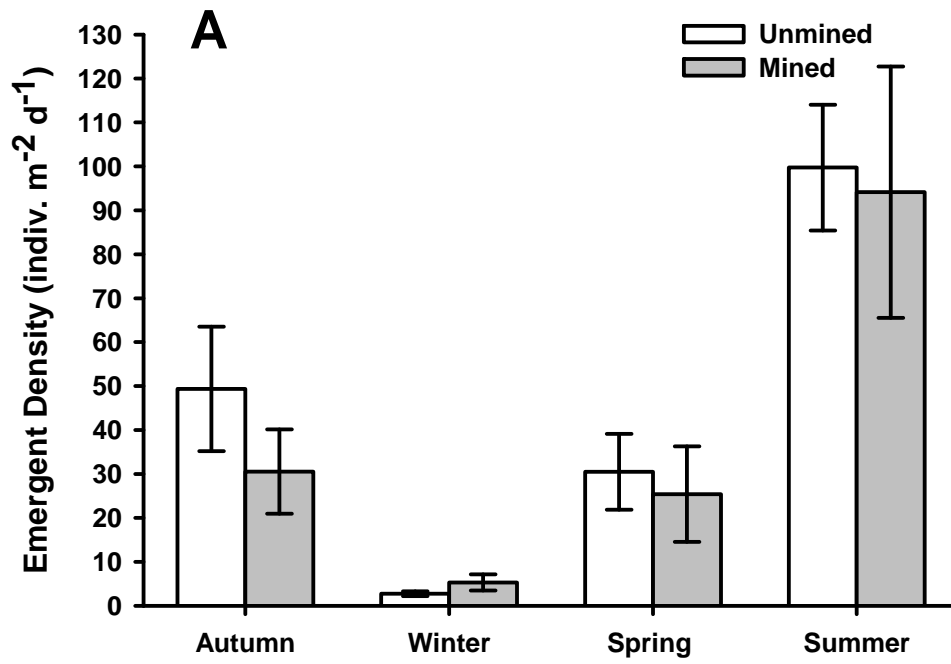 A
Unmined
Mined
Emergent Density (indiv. m⁻² d⁻¹)
130
120
110
100
90
80
70
60
50
40
30
20
10
0
Autumn Winter Spring Summer